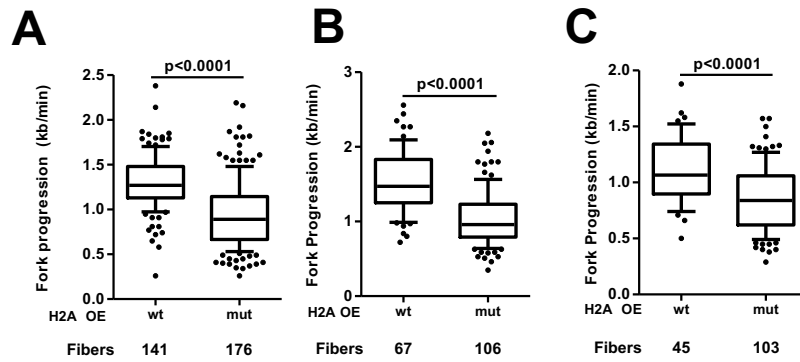 A
p<0.0001
Fork progression (kb/min)
2.5
2.0
1.5
1.0
0.5
0.0
H2A OE wt mut
Fibers 141 176
B
p<0.0001
Fork Progression (kb/min)
3
2
1
0
H2A OE wt mut
Fibers 67 106
C
p<0.0001
Fork Progression (kb/min)
2.0
1.5
1.0
0.5
0.0
H2A OE wt mut
Fibers 45 103